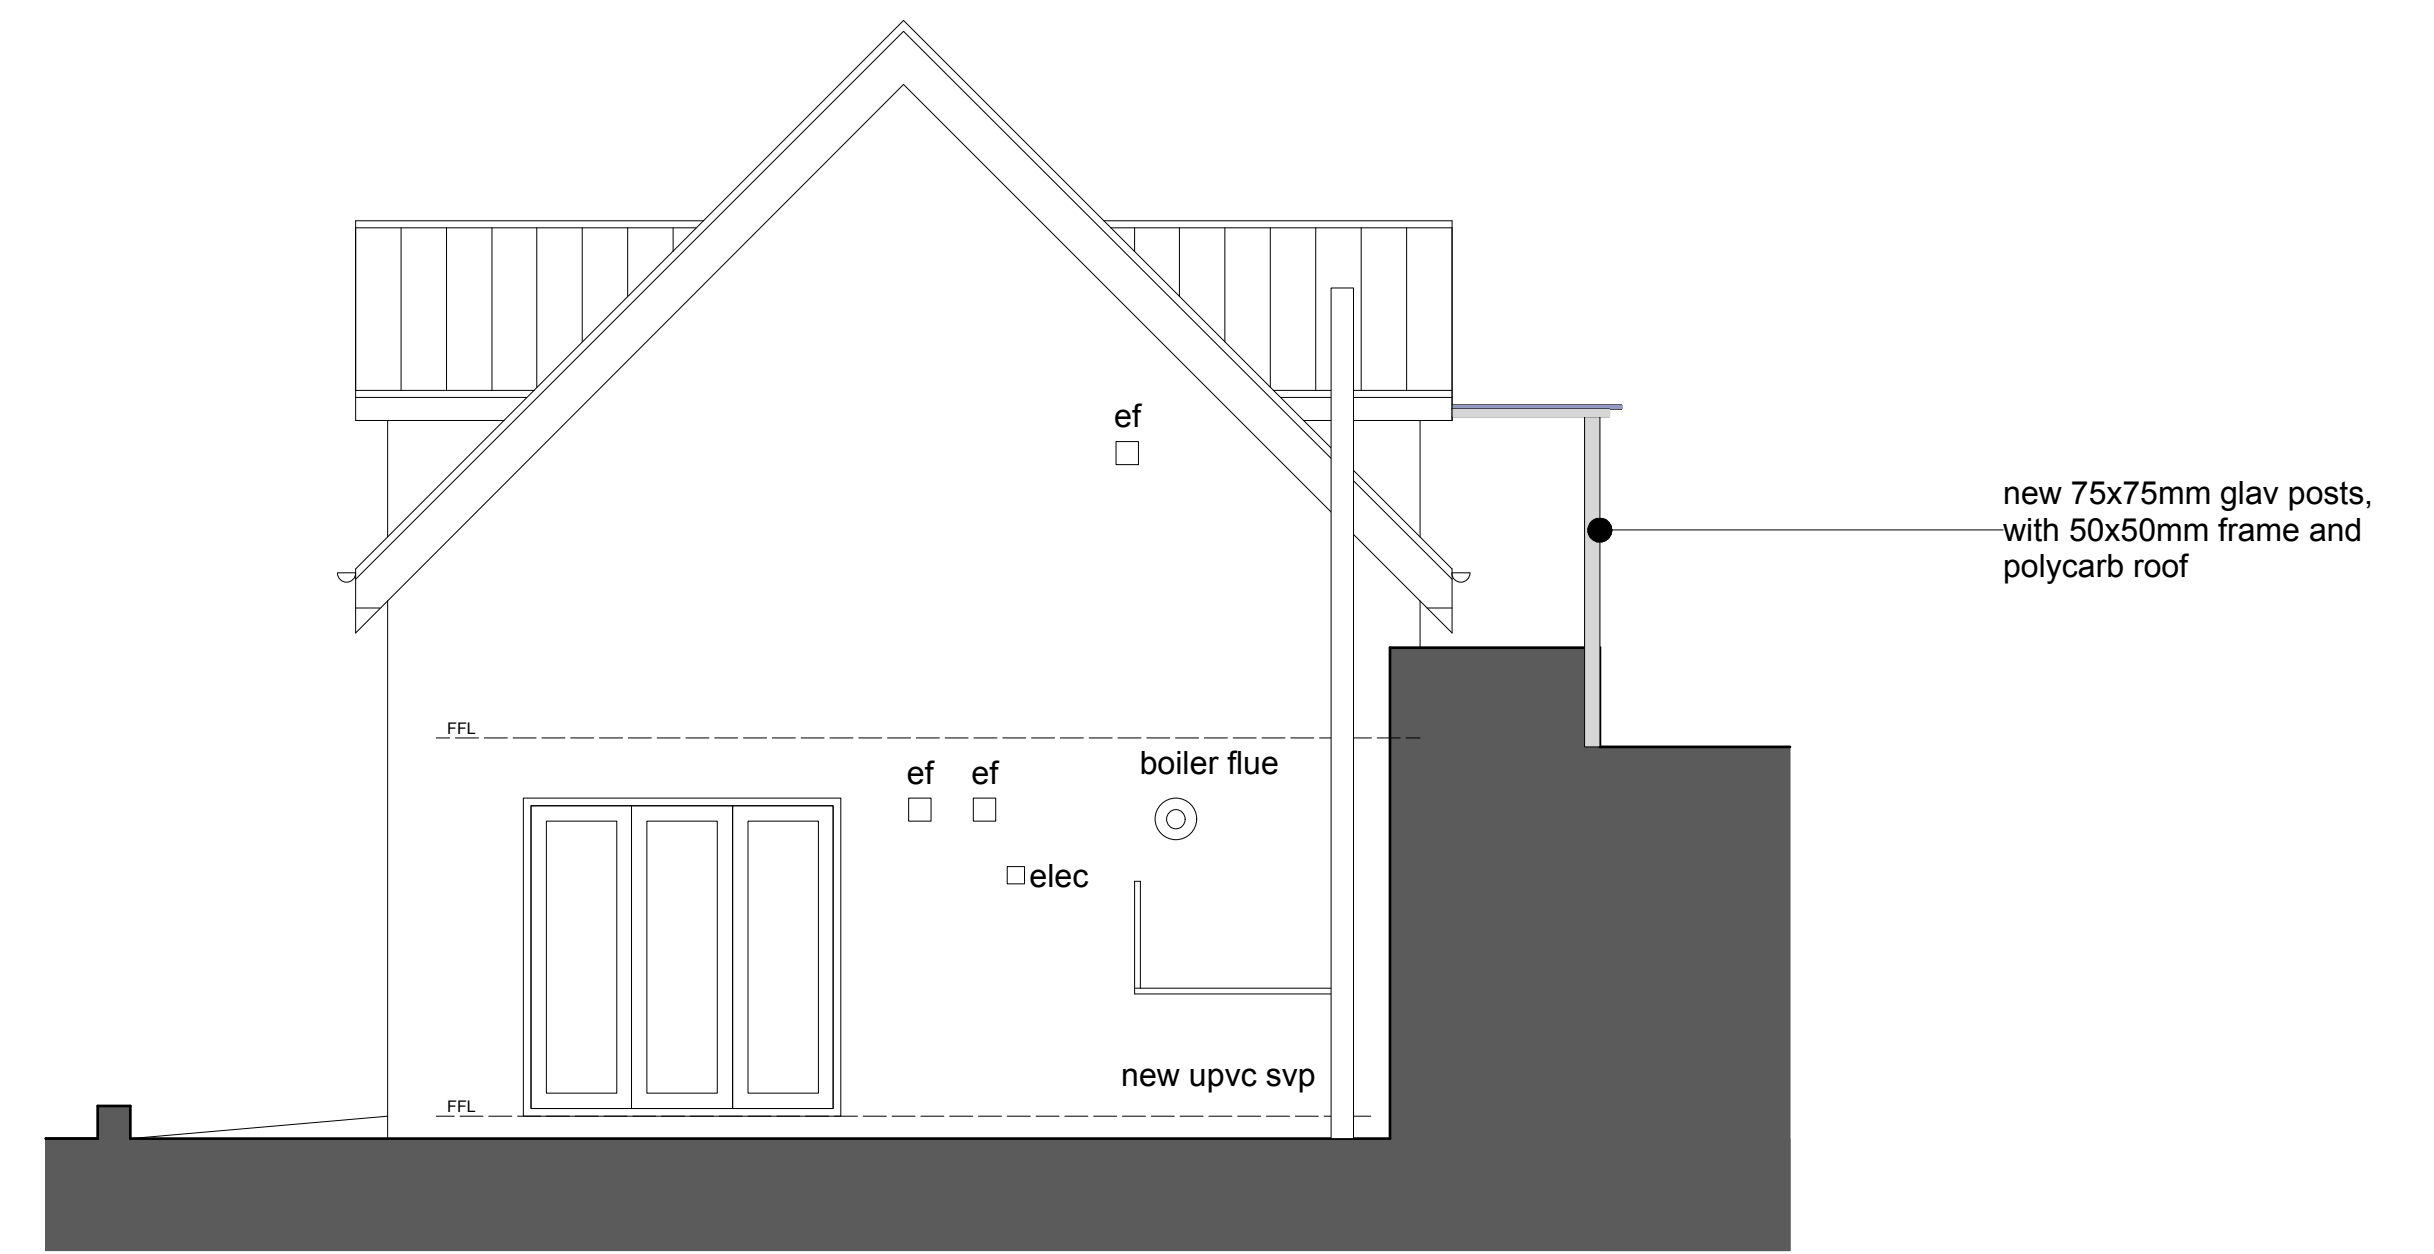 ef
new 75x75mm glav posts,
with 50x50mm frame and
polycarb roof
FFL
ef ef
boiler flue
elec
new upvc svp
FFL